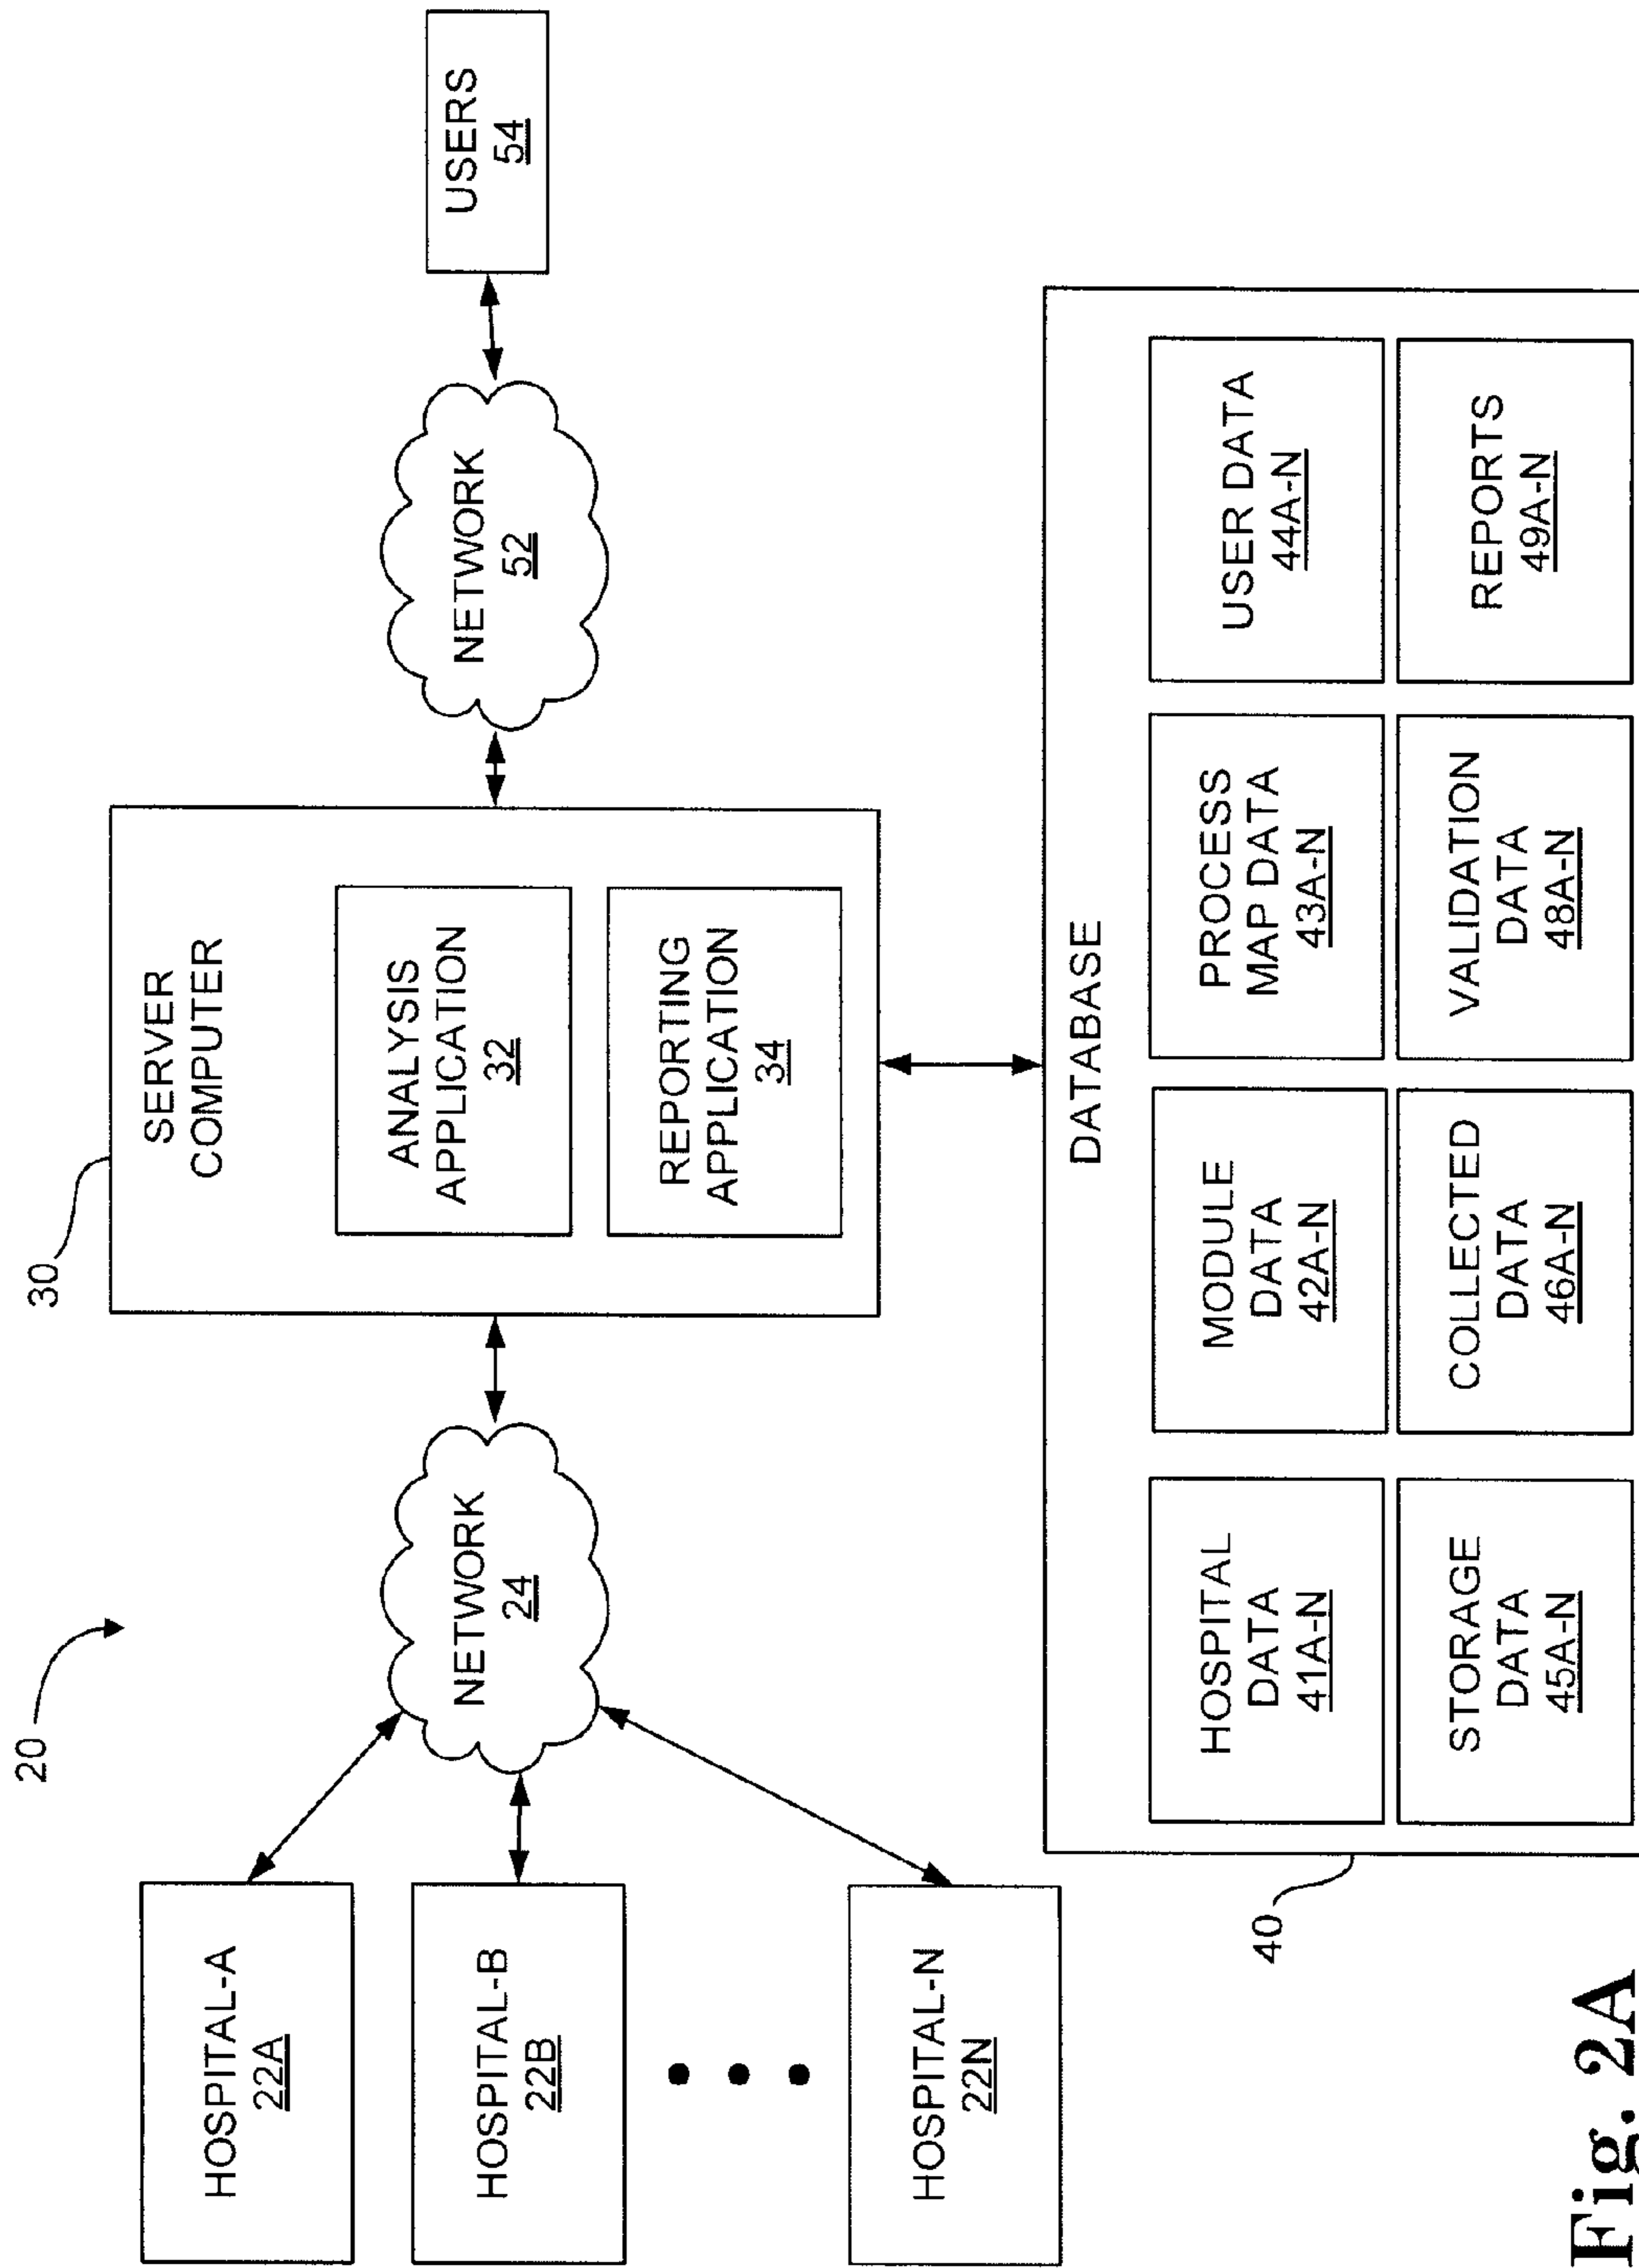 20
HOSPITAL-A
22A
HOSPITAL-B
22B
HOSPITAL-N
22N
NETWORK
24
30
SERVER
COMPUTER
ANALYSIS
APPLICATION
32
REPORTING
APPLICATION
34
NETWORK
52
USERS
54
40
DATABASE
HOSPITAL
DATA
41A-N
MODULE
DATA
42A-N
PROCESS
MAP DATA
43A-N
USER DATA
44A-N
STORAGE
DATA
45A-N
COLLECTED
DATA
46A-N
VALIDATION
DATA
48A-N
REPORTS
49A-N
Fig. 2A